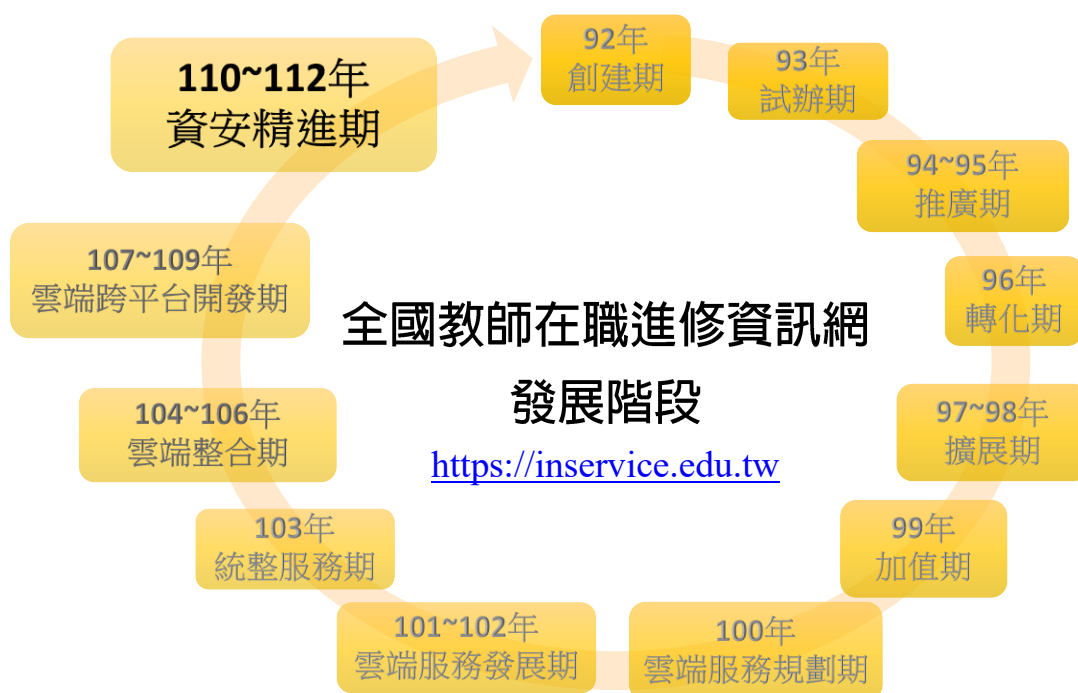 全國教師在職進修資訊網
發展階段
https://inservice.edu.tw
92年
創建期
93年
試辦期
94~95年
推廣期
96年
轉化期
97~98年
擴展期
99年
加值期
100年
雲端服務規劃期
101~102年
雲端服務發展期
103年
統整服務期
104~106年
雲端整合期
107~109年
雲端跨平台開發期
110~112年
資安精進期